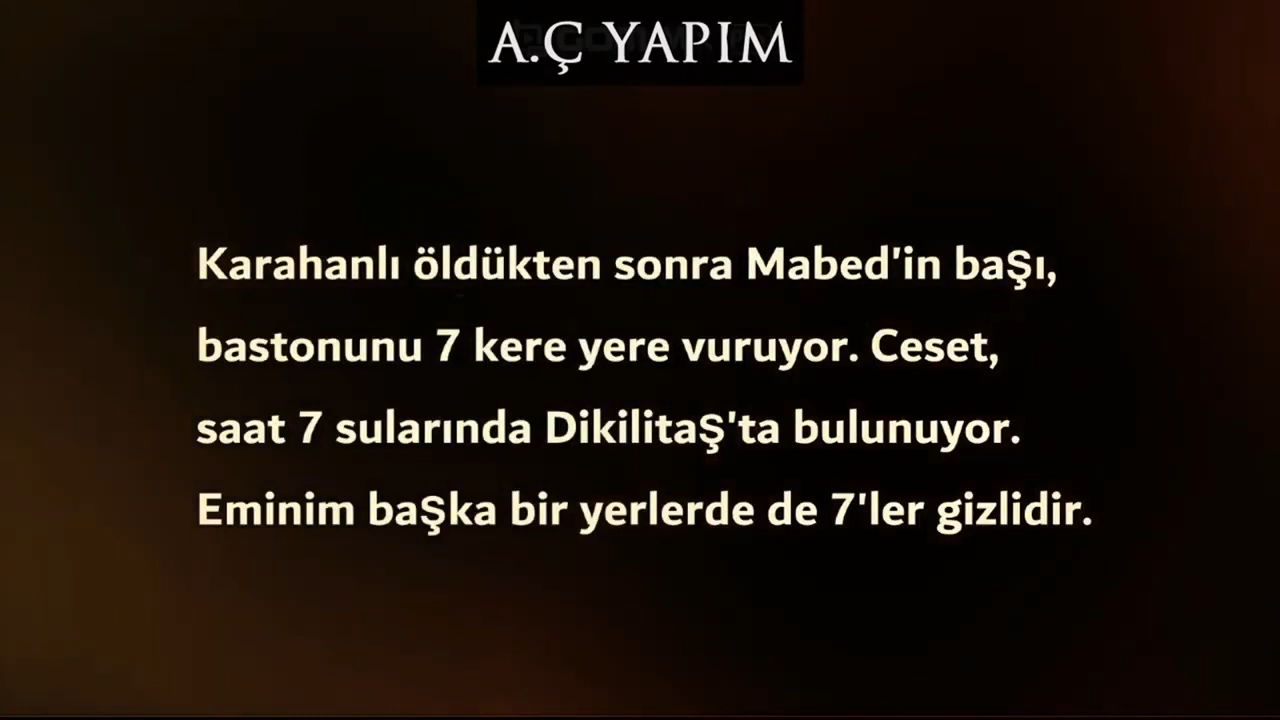 A.Ç YAPIM
Karahanlı öldükten sonra Mabed'in başı,
bastonunu 7 kere yere vuruyor. Ceset,
saat 7 sularında Dikilitaş'ta bulunuyor.
Eminim başka bir yerlerde de 7'ler gizlidir.